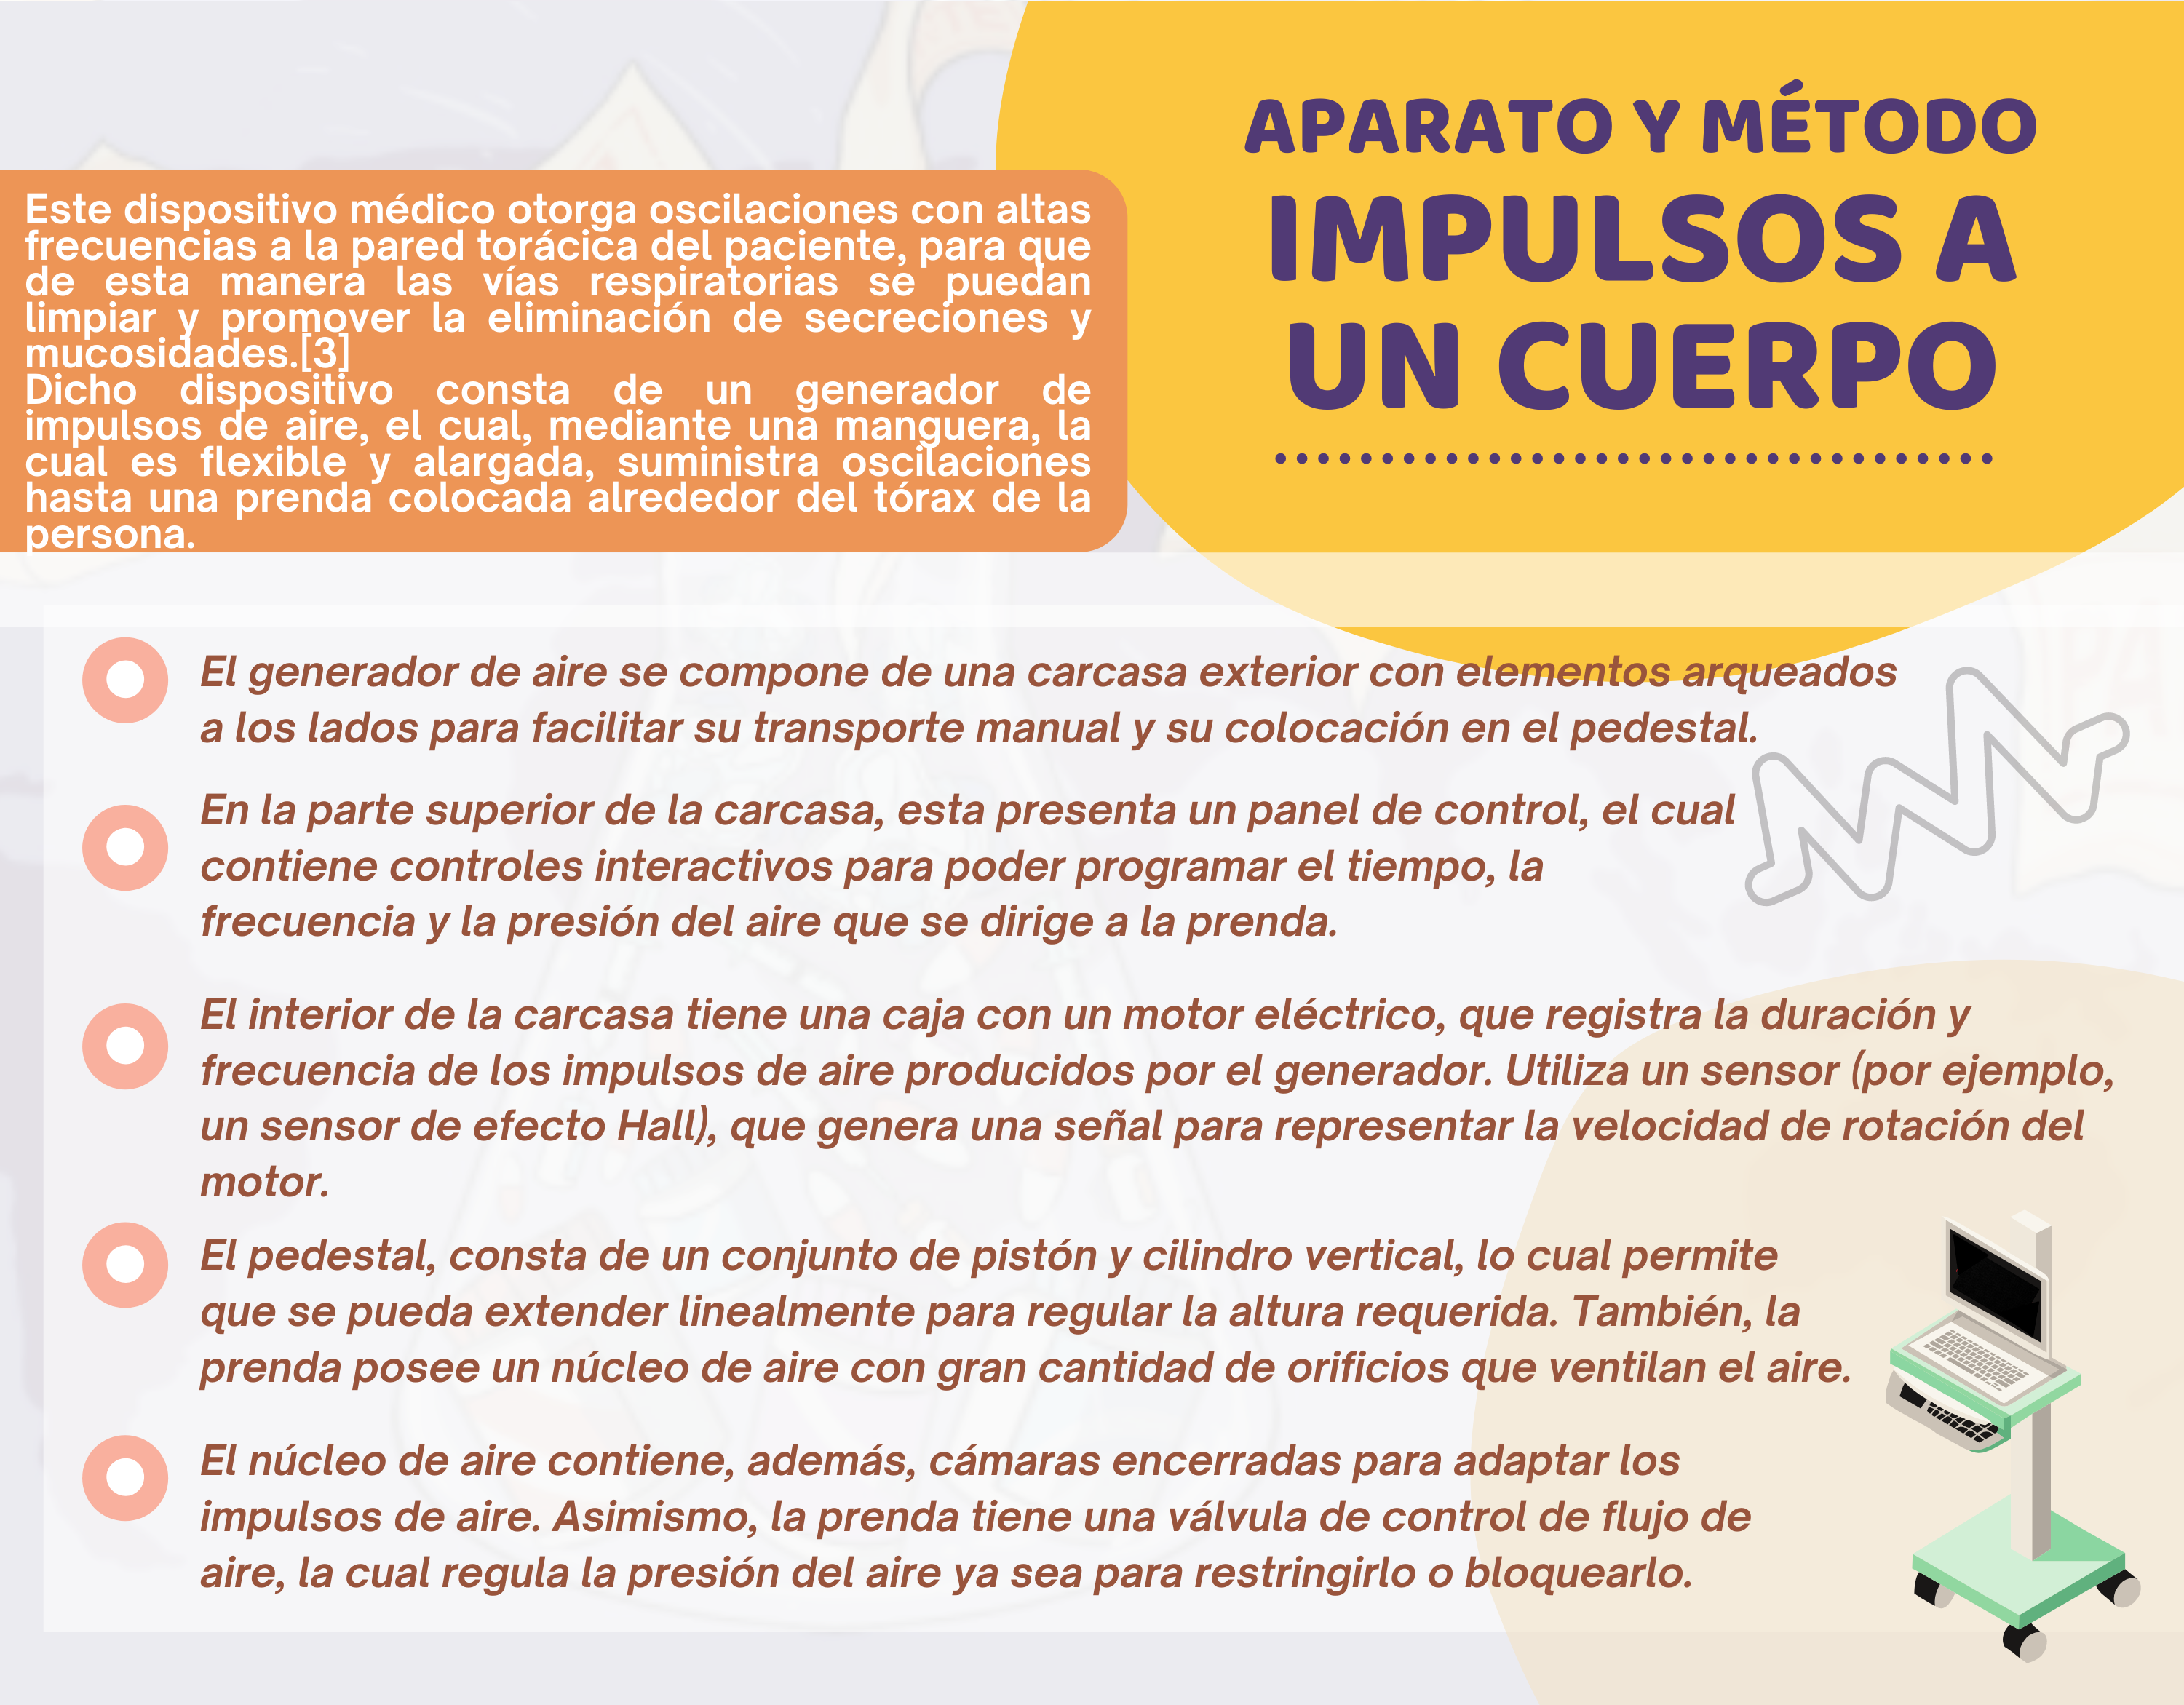 APARATO Y MÉTODO
IMPULSOS A
UN CUERPO
Este dispositivo médico otorga oscilaciones con altas
frecuencias a la pared torácica del paciente, para que
de esta manera las vías respiratorias se puedan
limpiar y promover la eliminación de secreciones y
mucosidades.[3]
Dicho dispositivo consta de un generador de
impulsos de aire, el cual, mediante una manguera, la
cual es flexible y alargada, suministra oscilaciones
hasta una prenda colocada alrededor del tórax de la
persona.
El generador de aire se compone de una carcasa exterior con elementos arqueados
a los lados para facilitar su transporte manual y su colocación en el pedestal.
En la parte superior de la carcasa, esta presenta un panel de control, el cual
contiene controles interactivos para poder programar el tiempo, la
frecuencia y la presión del aire que se dirige a la prenda.
El interior de la carcasa tiene una caja con un motor eléctrico, que registra la duración y
frecuencia de los impulsos de aire producidos por el generador. Utiliza un sensor (por ejemplo,
un sensor de efecto Hall), que genera una señal para representar la velocidad de rotación del
motor.
El pedestal, consta de un conjunto de pistón y cilindro vertical, lo cual permite
que se pueda extender linealmente para regular la altura requerida. También, la
prenda posee un núcleo de aire con gran cantidad de orificios que ventilan el aire.
El núcleo de aire contiene, además, cámaras encerradas para adaptar los
impulsos de aire. Asimismo, la prenda tiene una válvula de control de flujo de
aire, la cual regula la presión del aire ya sea para restringirlo o bloquearlo.